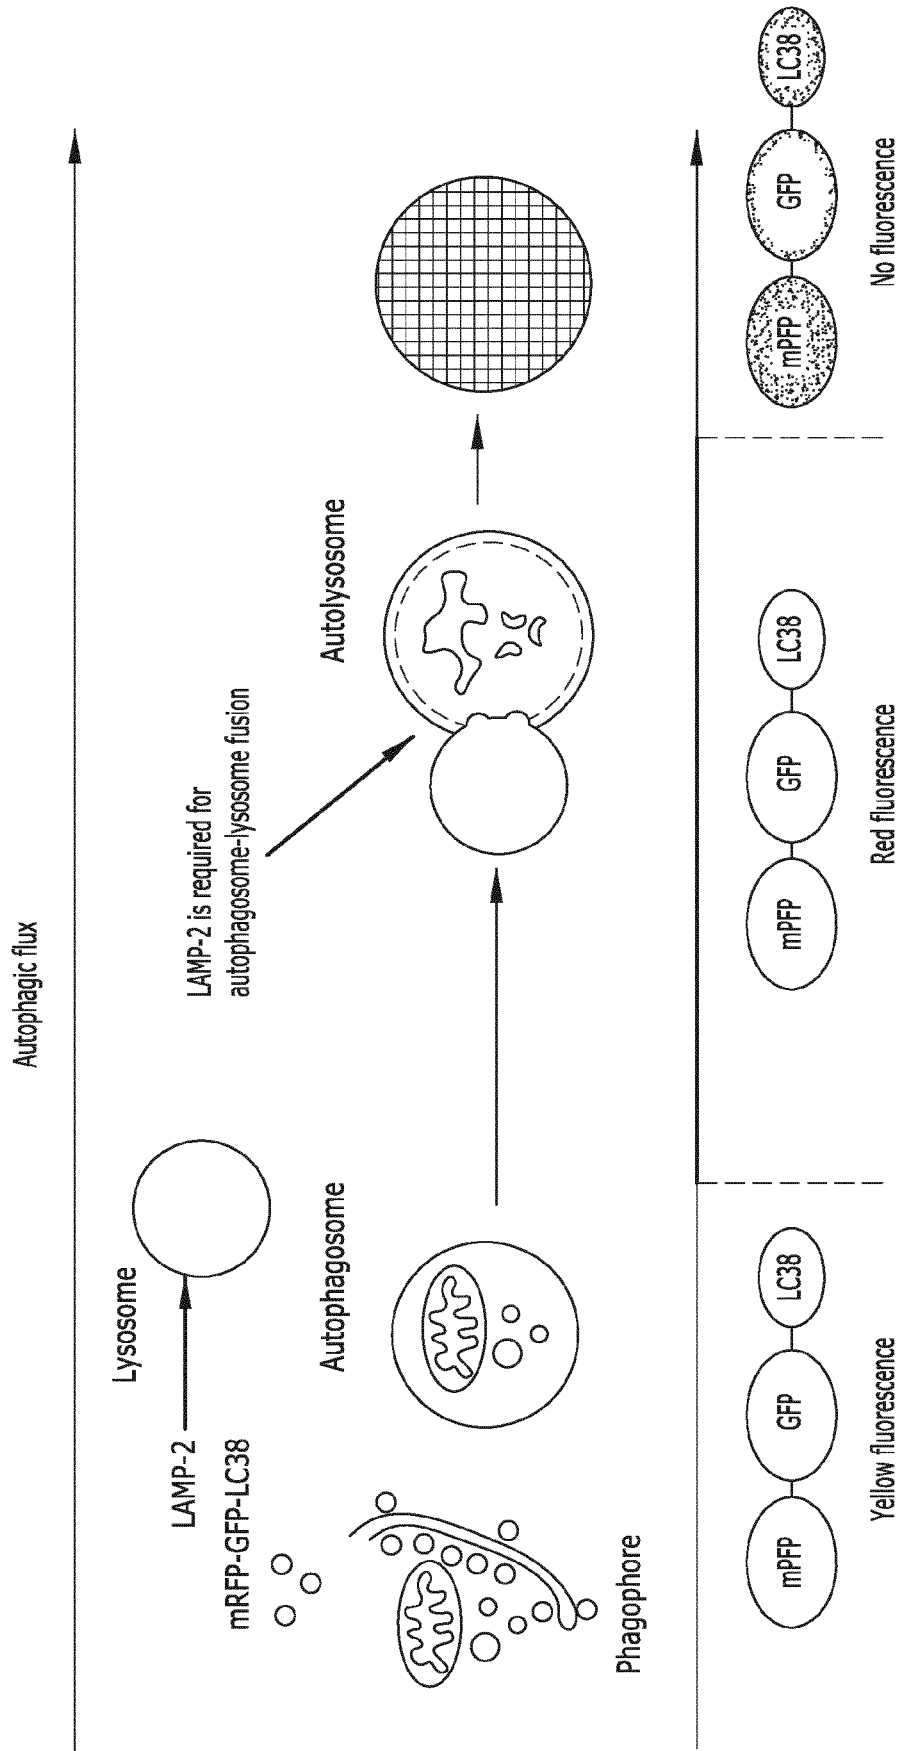 Autophagic flux
Lysosome
LAMP-2
mRFP-GFP-LC38
LAMP-2 is required for
autophagosome-lysosome fusion
Autophagosome
Autolysosome
Phagophore
mPFP
GFP
LC38
mPFP
GFP
LC38
mPFP
GFP
LC38
Yellow fluorescence
Red fluorescence
No fluorescence